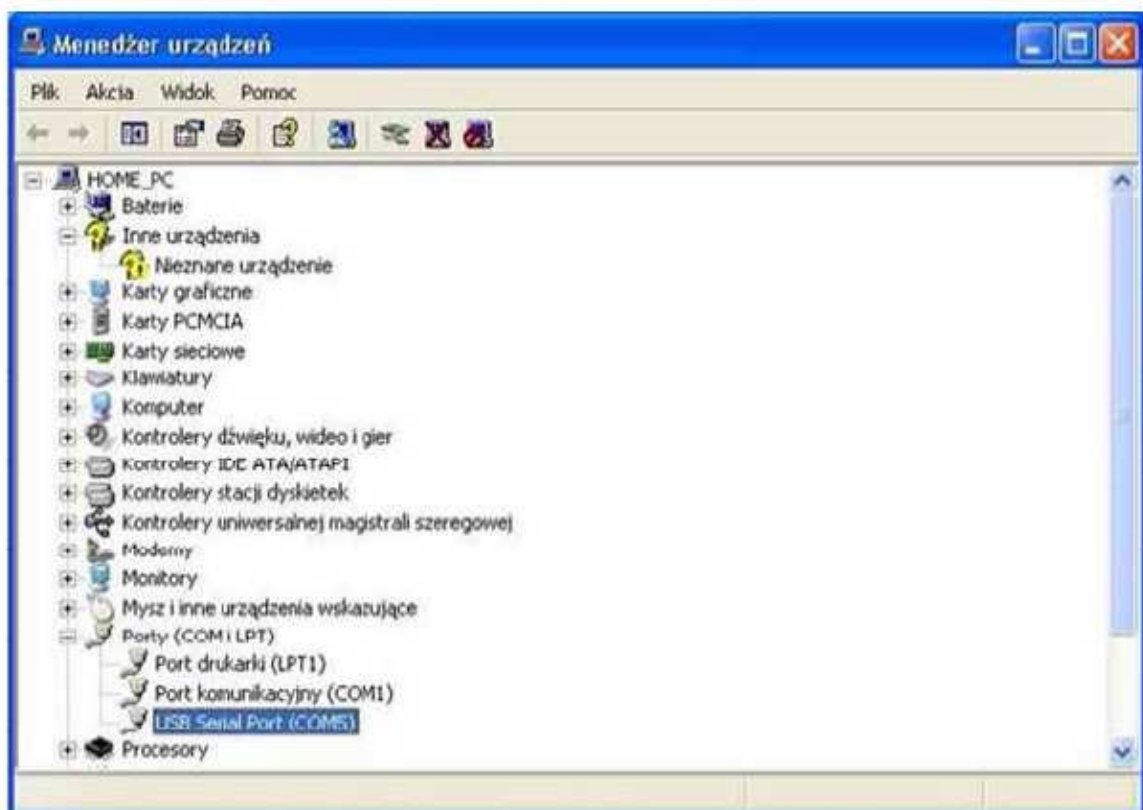 Menedżer urządzeń
Plik Akcja Widok Pomoc
HOME_PC
Baterie
Inne urządzenia
Nieznane urządzenie
Karty graficzne
Karty PCMCIA
Karty sieciowe
Klawiatury
Komputer
Kontrolery dźwięku, wideo i gier
Kontrolery IDE ATA/ATAPI
Kontrolery stacji dyskietek
Kontrolery uniwersalnej magistrali szeregowej
Modemy
Monitory
Mysz i inne urządzenia wskazujące
Porty (COM i LPT)
Port drukarki (LPT1)
Port komunikacyjny (COM1)
USB Serial Port (COM5)
Procesory